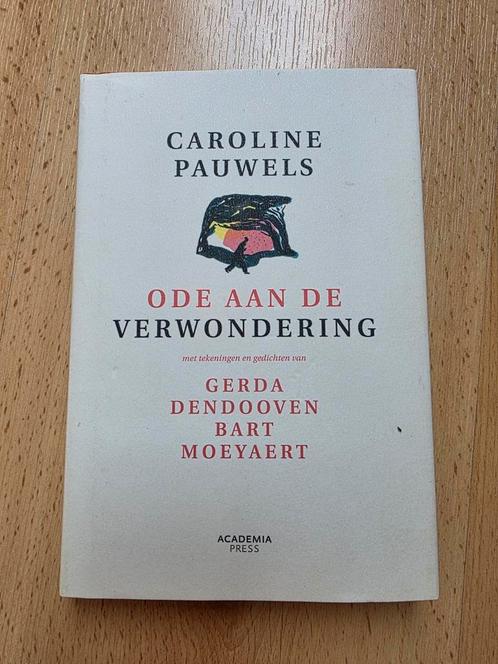 CAROLINE
PAUWELS
ODE AAN DE
VERWONDERING
met tekeningen en gedichten van
GERDA
DENDOOVEN
BART
MOEYAERT
ACADEMIA
PRESS